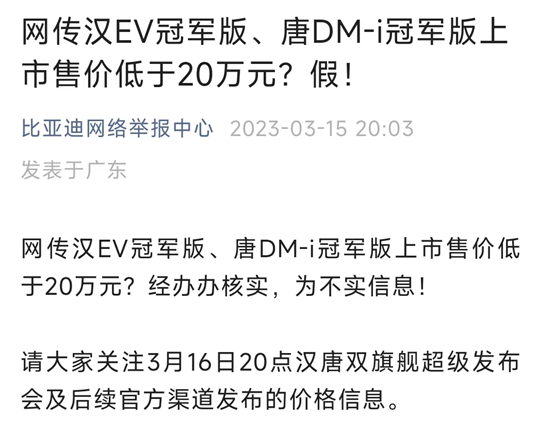 网传汉EV冠军版、唐DM-i冠军版上
市售价低于20万元？假！
比亚迪网络举报中心 2023-03-15 20:03
发表于广东
网传汉EV冠军版、唐DM-i冠军版上市售价低
于20万元？经办办核实，为不实信息！
请大家关注3月16日20点汉唐双旗舰超级发布
会及后续官方渠道发布的价格信息。